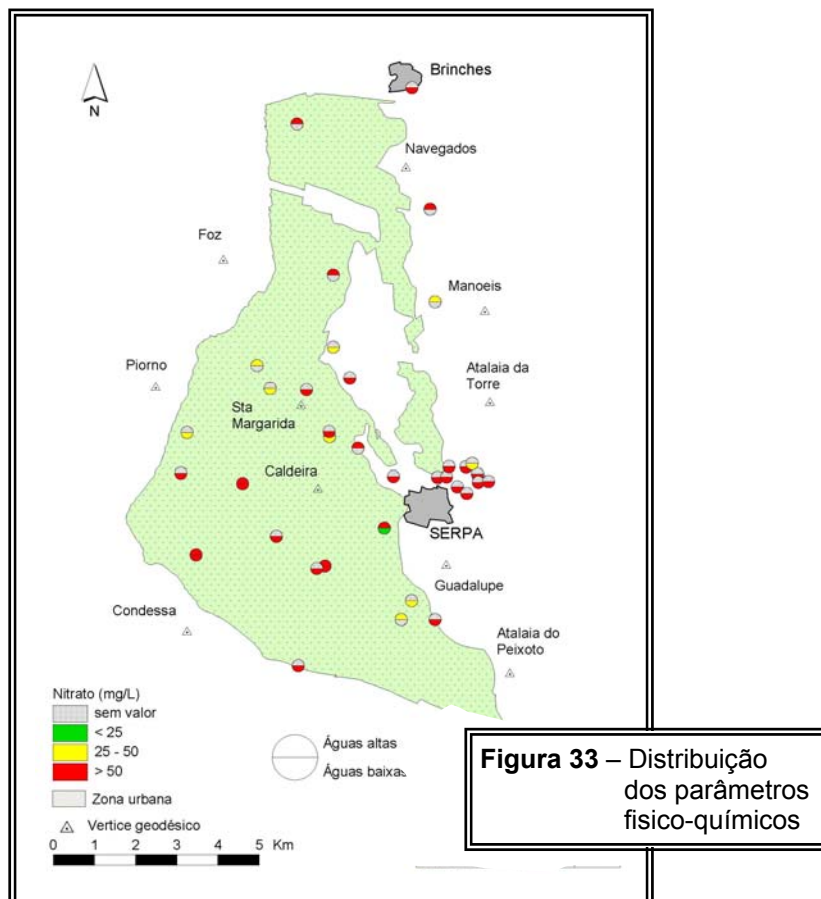 Brinches
N
Navegados
Foz
Manoeis
Piorno
Atalaia da
Torre
Sta
Margarida
Caldeira
SERPA
Guadalupe
Condessa
Atalaia do
Peixoto
Nitrato (mg/L)
sem valor
< 25
25 - 50
> 50
Zona urbana
Vertice geodésico
0 1 2 3 4 5 Km
Águas altas
Águas baixas
Figura 33 – Distribuição
dos parâmetros
fisico-químicos